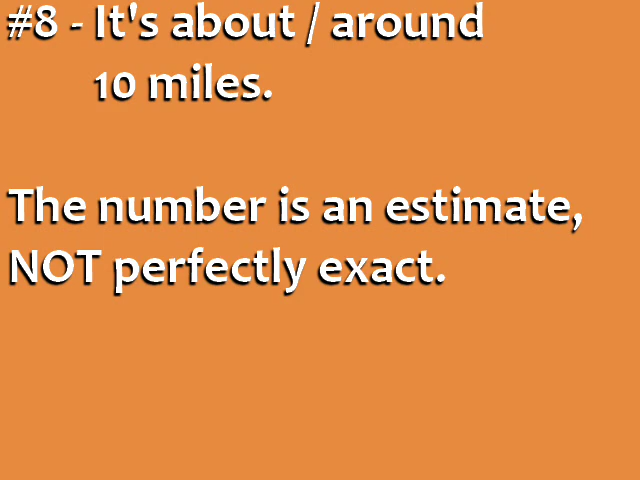 #8 - It's about / around
10 miles.
The number is an estimate,
NOT perfectly exact.